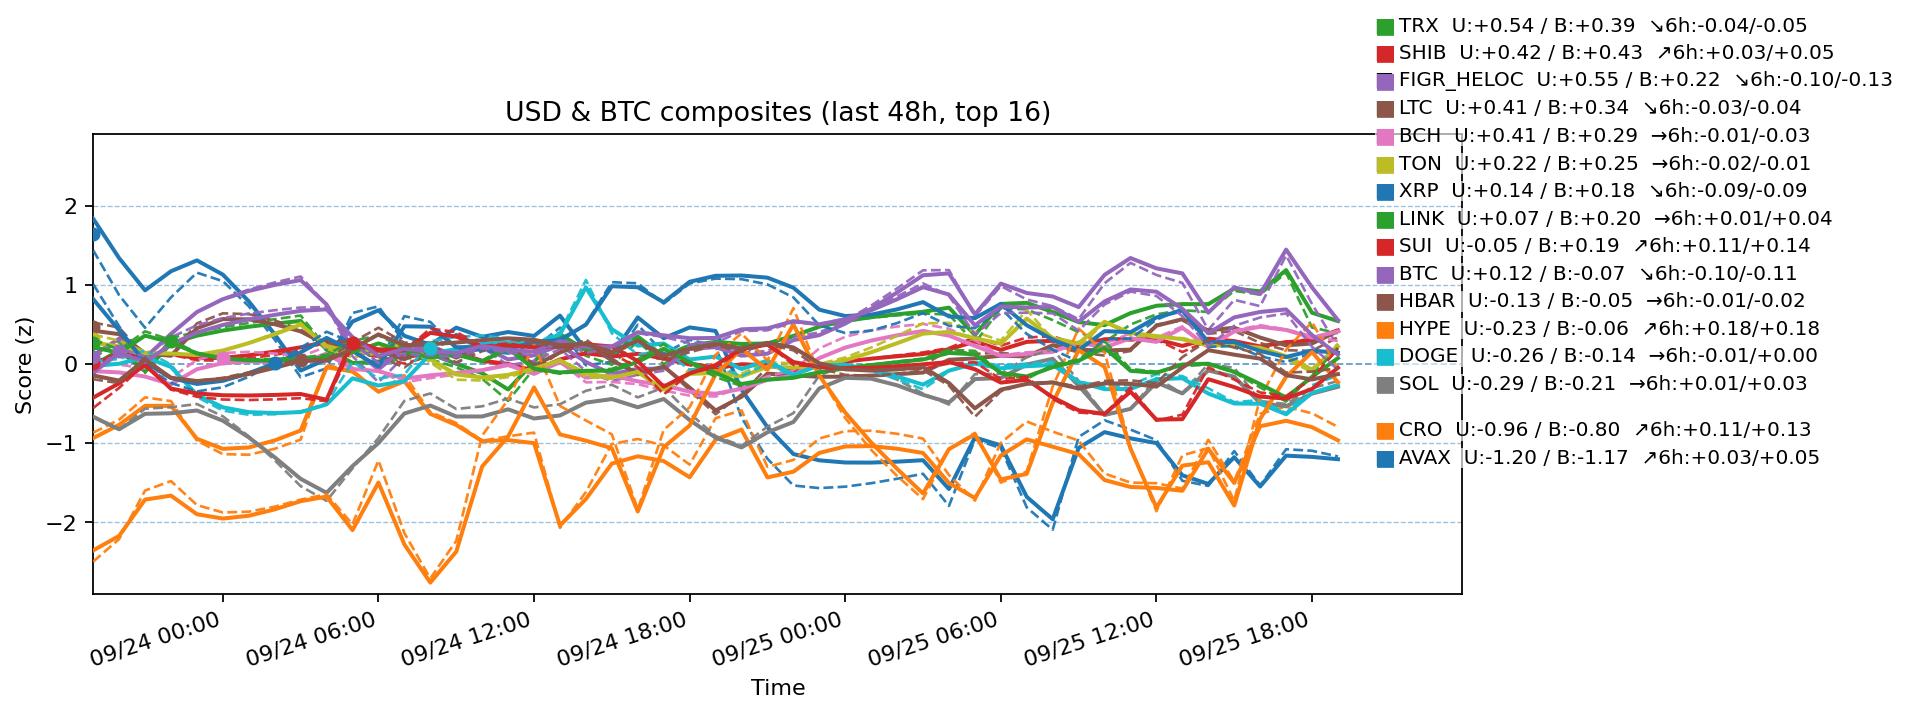 TRX U:+0.54 / B:+0.39 ↘6h:-0.04/-0.05
SHIB U:+0.42 / B:+0.43 ↗6h:+0.03/+0.05
FIGR_HELOC U:+0.55 / B:+0.22 ↘6h:-0.10/-0.13
LTC U:+0.41 / B:+0.34 ↘6h:-0.03/-0.04
BCH U:+0.41 / B:+0.29 →6h:-0.01/-0.03
TON U:+0.22 / B:+0.25 →6h:-0.02/-0.01
XRP U:+0.14 / B:+0.18 ↘6h:-0.09/-0.09
LINK U:+0.07 / B:+0.20 →6h:+0.01/+0.04
SUI U:-0.05 / B:+0.19 ↗6h:+0.11/+0.14
BTC U:+0.12 / B:-0.07 ↘6h:-0.10/-0.11
HBAR U:-0.13 / B:-0.05 →6h:-0.01/-0.02
HYPE U:-0.23 / B:-0.06 ↗6h:+0.18/+0.18
DOGE U:-0.26 / B:-0.14 →6h:-0.01/+0.00
SOL U:-0.29 / B:-0.21 →6h:+0.01/+0.03
CRO U:-0.96 / B:-0.80 ↗6h:+0.11/+0.13
AVAX U:-1.20 / B:-1.17 ↗6h:+0.03/+0.05
USD & BTC composites (last 48h, top 16)
Score (z)
2
1
0
−1
−2
09/24 00:00
09/24 06:00
09/24 12:00
09/24 18:00
09/25 00:00
09/25 06:00
09/25 12:00
09/25 18:00
Time